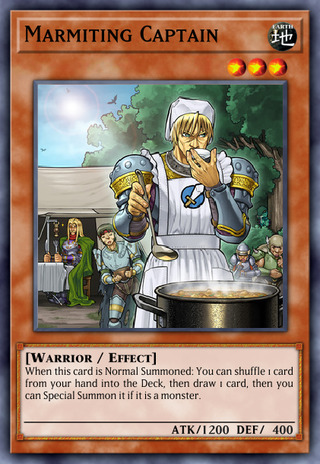 Marmiting Captain
EARTH
地
[Warrior / Effect]
When this card is Normal Summoned: You can shuffle 1 card
from your hand into the Deck, then draw 1 card, then you
can Special Summon it if it is a monster.
ATK/1200 DEF/ 400